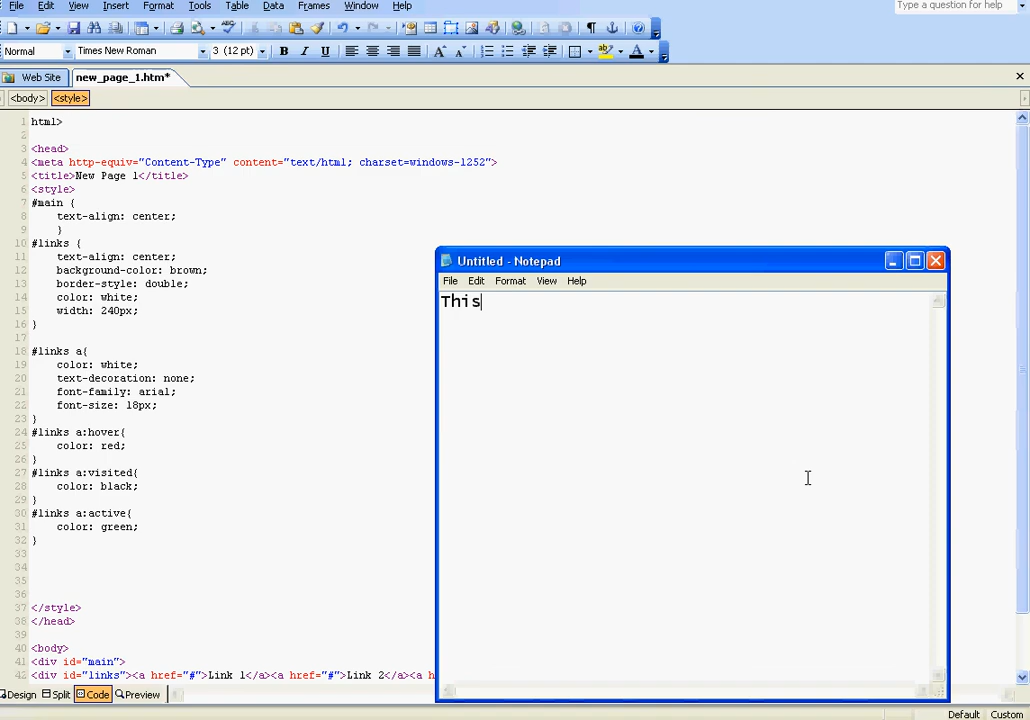 File Edit View Insert Format Tools Table Data Frames Window Help Type a question for help
Normal Times New Roman 3 (12 pt) B I U A A ab A
Web Site new_page_1.htm*
<body> <style>
1 html>
2
3 <head>
4 <meta http-equiv="Content-Type" content="text/html; charset=windows-1252">
5 <title>New Page 1</title>
6 <style>
7 #main {
8 text-align: center;
9 }
10 #links {
11 text-align: center;
12 background-color: brown;
13 border-style: double;
14 color: white;
15 width: 240px;
16 }
17
18 #links a{
19 color: white;
20 text-decoration: none;
21 font-family: arial;
22 font-size: 18px;
23 }
24 #links a:hover{
25 color: red;
26 }
27 #links a:visited{
28 color: black;
29 }
30 #links a:active{
31 color: green;
32 }
33
34
35
36
37 </style>
38 </head>
39
40 <body>
41 <div id="main">
42 <div id="links"><a href="#">Link 1</a><a href="#">Link 2</a><a h
Design Split Code Preview
Default Custom
Untitled - Notepad
File Edit Format View Help
This